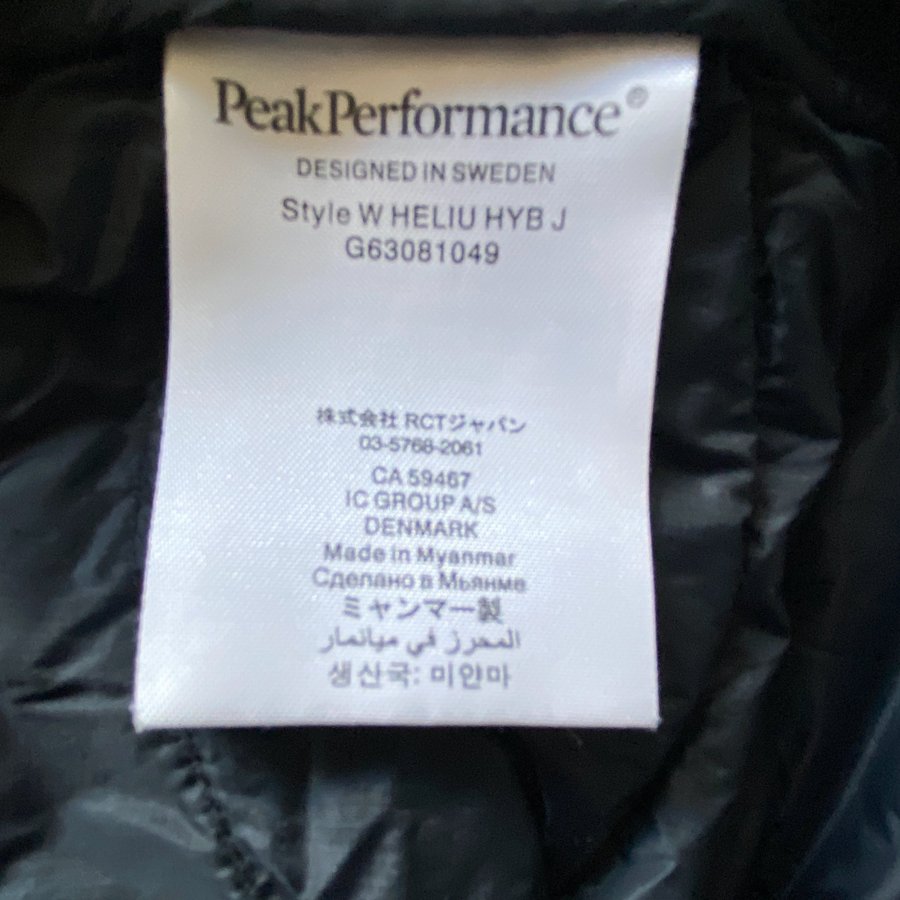 PeakPerformance®
DESIGNED IN SWEDEN
Style W HELIU HYB J
G63081049
株式会社 RCTジャパン
03-5768-2061
CA 59467
IC GROUP A/S
DENMARK
Made in Myanmar
Сделано в Мьянме
ミャンマー製
المحرز في ميانمار
생산국: 미얀마